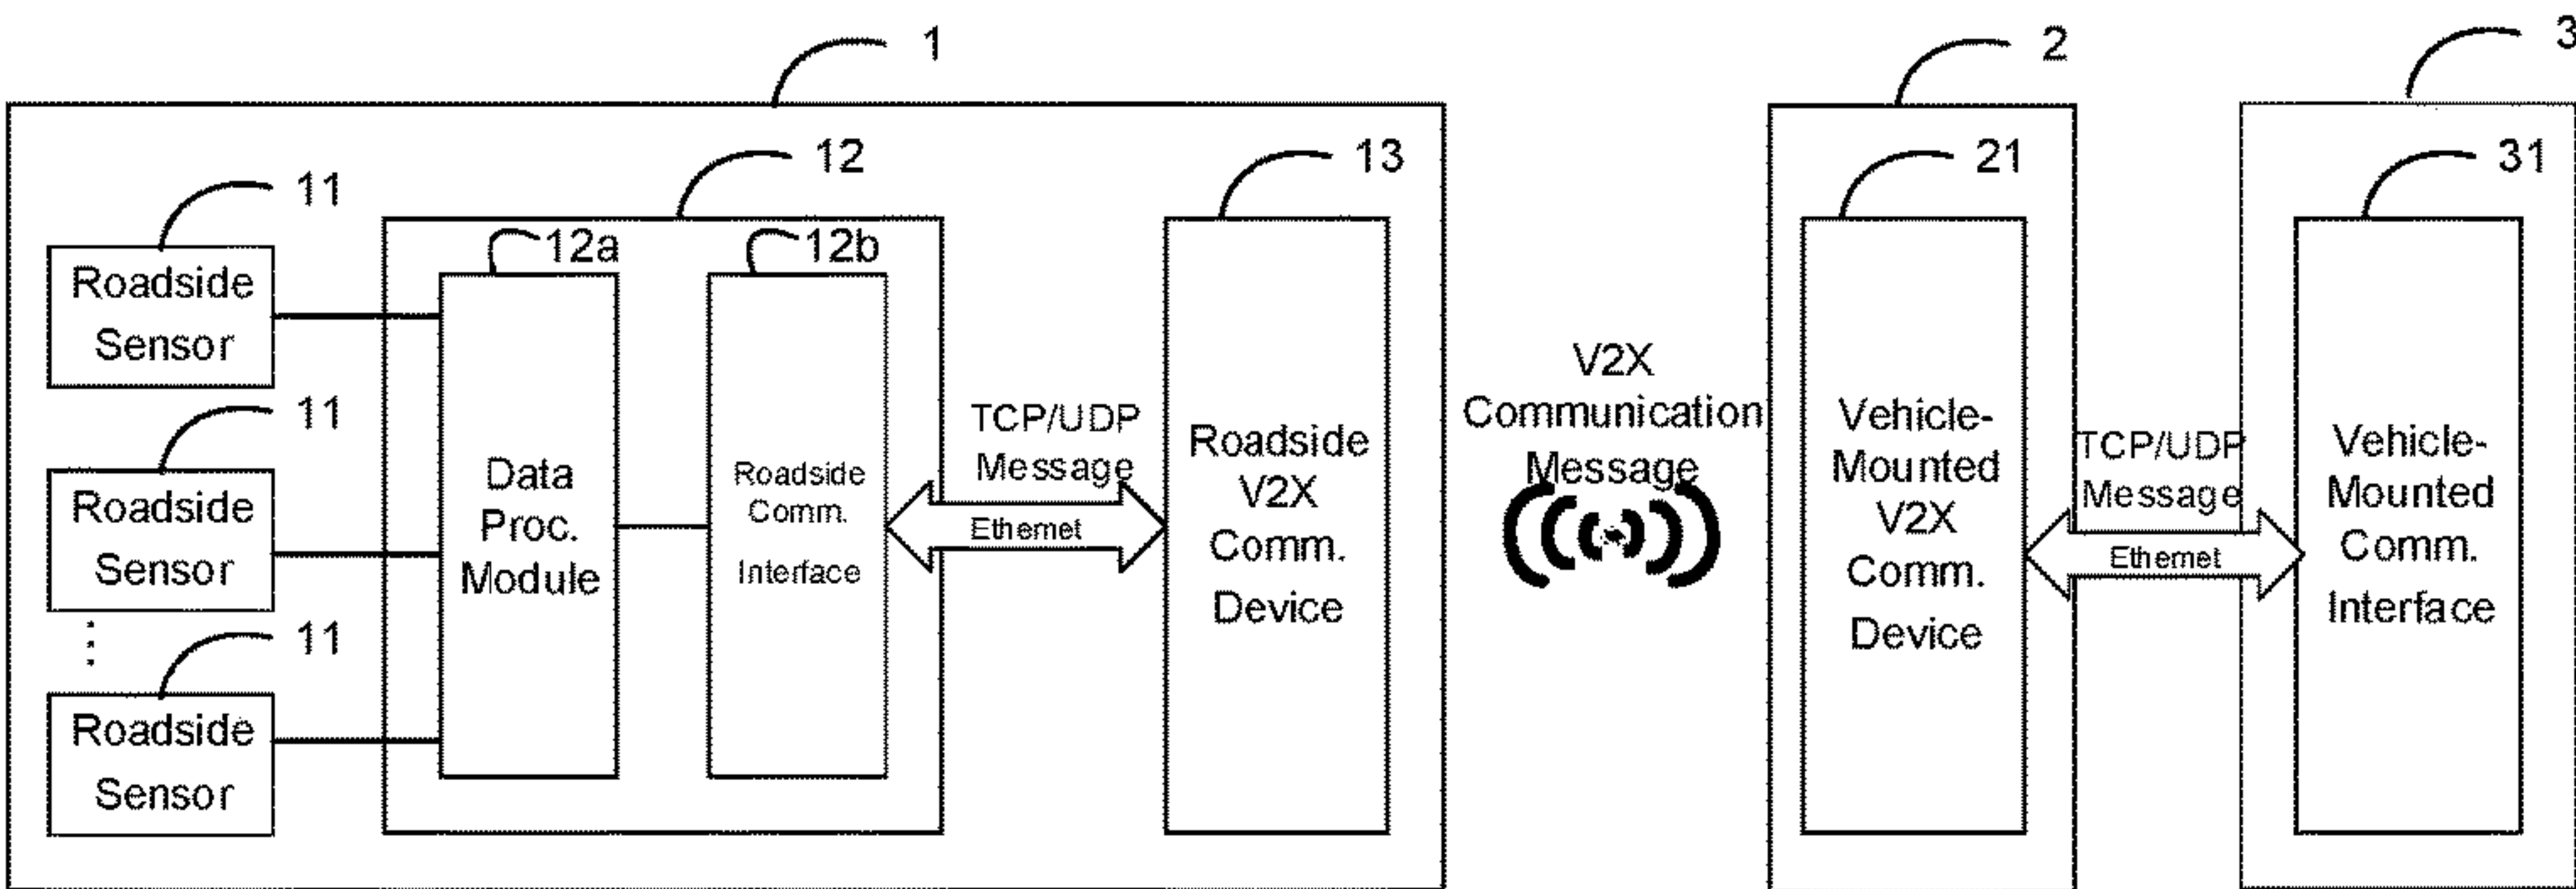 1
2
3
11
12
13
21
31
12a
12b
Roadside
Sensor
11
Roadside
Sensor
11
Roadside
Sensor
Data
Proc.
Module
Roadside
Comm.
Interface
TCP/UDP
Message
Ethernet
Roadside
V2X
Comm.
Device
V2X
Communication
Message
Vehicle-
Mounted
V2X
Comm.
Device
TCP/UDP
Message
Ethernet
Vehicle-
Mounted
Comm.
Interface